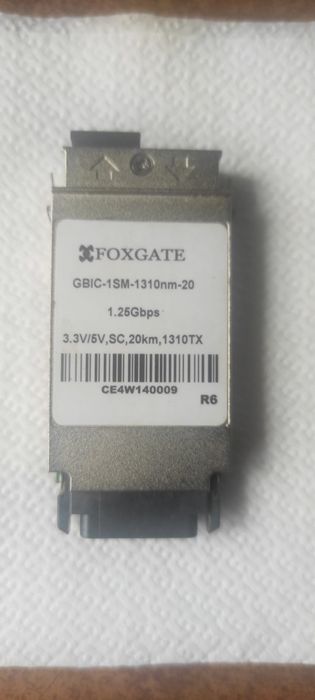 FOXGATE
GBIC-1SM-1310nm-20
1.25Gbps
3.3V/5V,SC,20km,1310TX
CE4W140009
R6